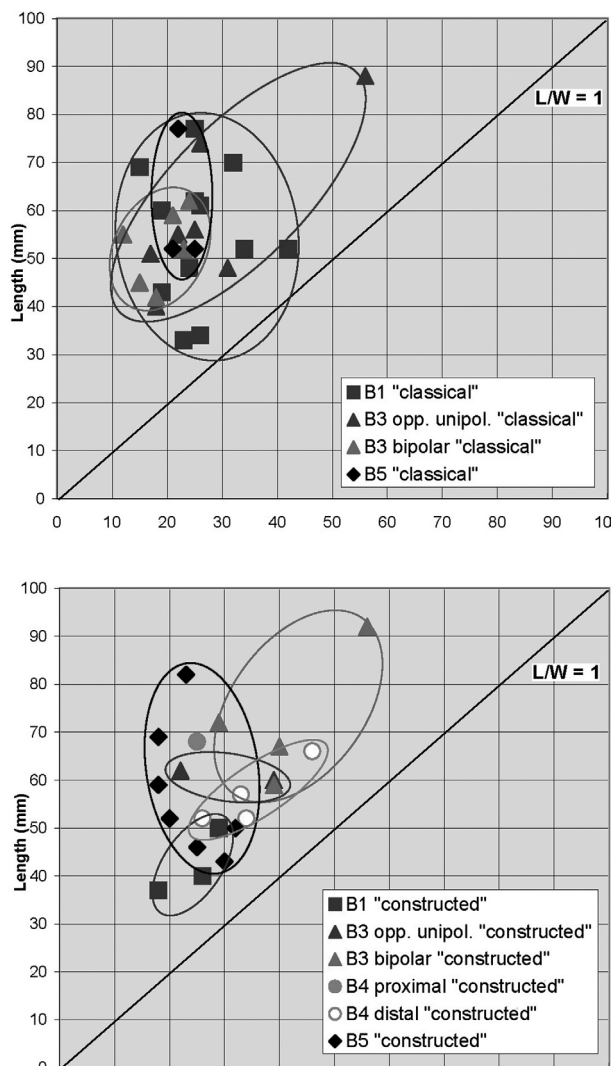 100
90
80
70
60
50
40
30
20
10
0
Length (mm)
L/W = 1
B1 "classical"
B3 opp. unipol. "classical"
B3 bipolar "classical"
B5 "classical"
0 10 20 30 40 50 60 70 80 90 10
100
90
80
70
60
50
40
30
20
10
0
Length (mm)
L/W = 1
B1 "constructed"
B3 opp. unipol. "constructed"
B3 bipolar "constructed"
B4 proximal "constructed"
B4 distal "constructed"
B5 "constructed"